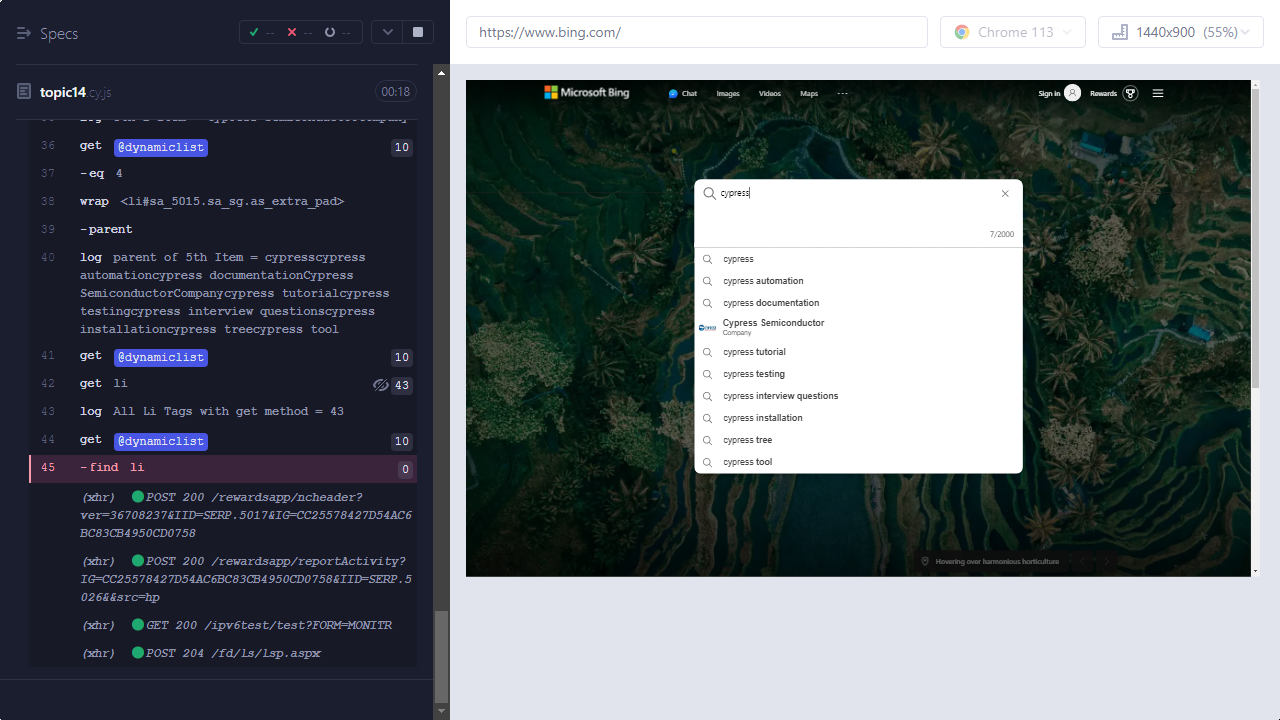 Specs
-- -- --
topic14.cy.js
00:18
36 get @dynamiclist 10
37 -eq 4
38 wrap <li#sa_5015.sa_sg.as_extra_pad>
39 -parent
40 log parent of 5th Item = cypresscypress
automationcypress documentationCypress
SemiconductorCompanycypress tutorialcypress
testingcypress interview questionscypress
installationcypress treecypress tool
41 get @dynamiclist 10
42 get li 43
43 log All Li Tags with get method = 43
44 get @dynamiclist 10
45 -find li 0
(xhr) POST 200 /rewardsapp/ncheader?
ver=36708237&IID=SERP.5017&IG=CC25578427D54AC6
BC83CB4950CD0758
(xhr) POST 200 /rewardsapp/reportActivity?
IG=CC25578427D54AC6BC83CB4950CD0758&IID=SERP.5
026&&src=hp
(xhr) GET 200 /ipv6test/test?FORM=MONITR
(xhr) POST 204 /fd/ls/lsp.aspx
https://www.bing.com/
Chrome 113
1440x900 (55%)
Microsoft Bing
Chat Images Videos Maps ...
Sign in Rewards
cypress
7/2000
cypress
cypress automation
cypress documentation
Cypress Semiconductor
Company
cypress tutorial
cypress testing
cypress interview questions
cypress installation
cypress tree
cypress tool
Hovering over harmonious horticulture